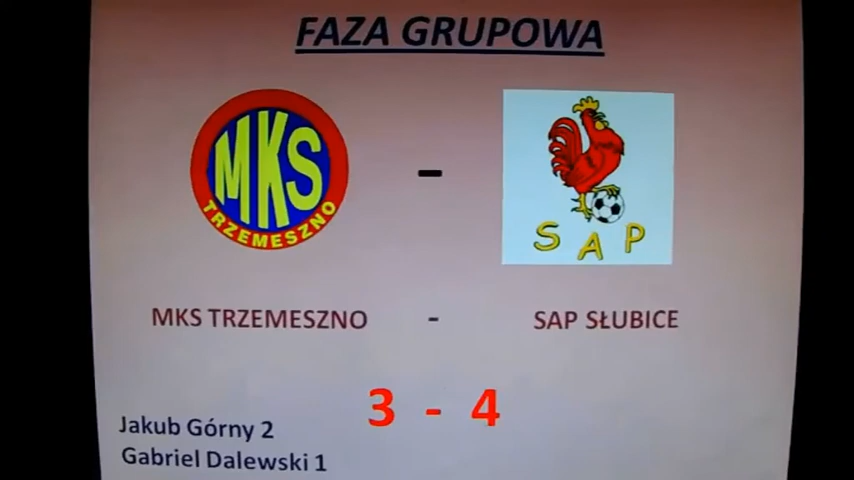 FAZA GRUPOWA
MKS
TRZEMESZNO
-
SAP
MKS TRZEMESZNO - SAP SŁUBICE
3 - 4
Jakub Górny 2
Gabriel Dalewski 1